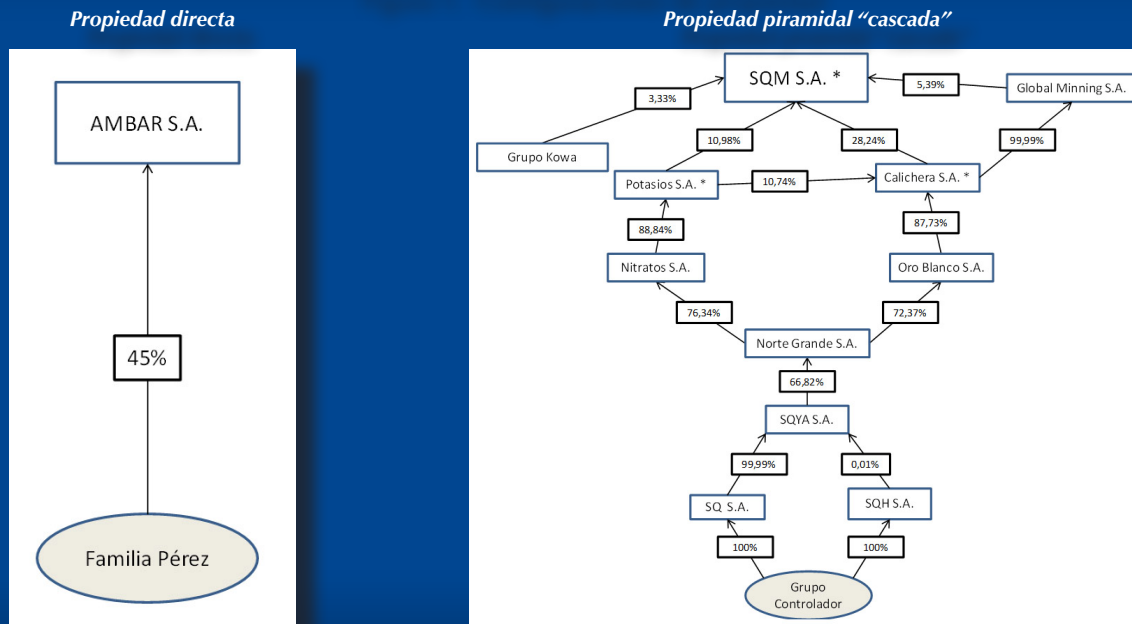 Propiedad directa
AMBAR S.A.
45%
Familia Pérez
Propiedad piramidal “cascada”
SQM S.A. *
3,33%
5,39%
Global Minning S.A.
Grupo Kowa
10,98%
28,24%
99,99%
Potasios S.A. *
10,74%
Calichera S.A. *
88,84%
87,73%
Nitratos S.A.
Oro Blanco S.A.
76,34%
72,37%
Norte Grande S.A.
66,82%
SQYA S.A.
99,99%
0,01%
SQ S.A.
SQH S.A.
100%
100%
Grupo
Controlador